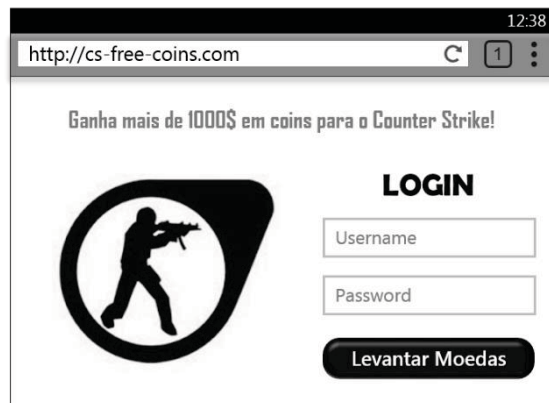 12:38
http://cs-free-coins.com
1
Ganha mais de 1000$ em coins para o Counter Strike!
LOGIN
Username
Password
Levantar Moedas